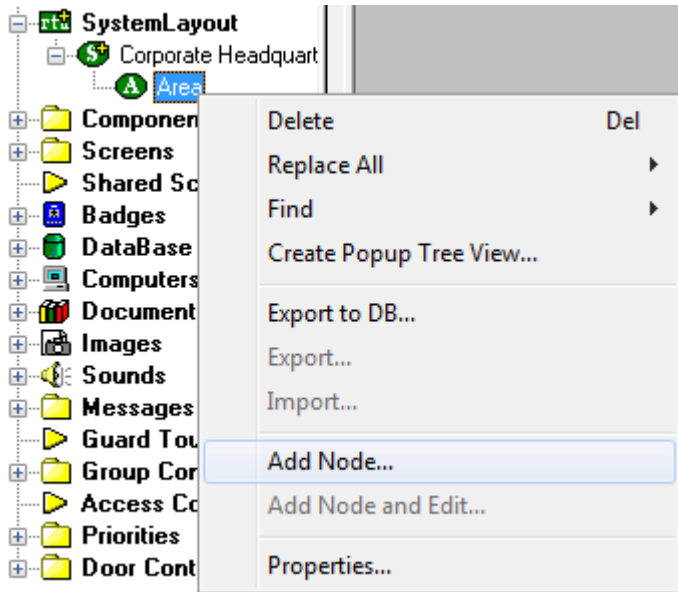 SystemLayout
Corporate Headquart
Area
Componen
Screens
Shared Sc
Badges
DataBase
Computers
Document
Images
Sounds
Messages
Guard Tou
Group Cor
Access Co
Priorities
Door Cont
Delete Del
Replace All
Find
Create Popup Tree View...
Export to DB...
Export...
Import...
Add Node...
Add Node and Edit...
Properties...